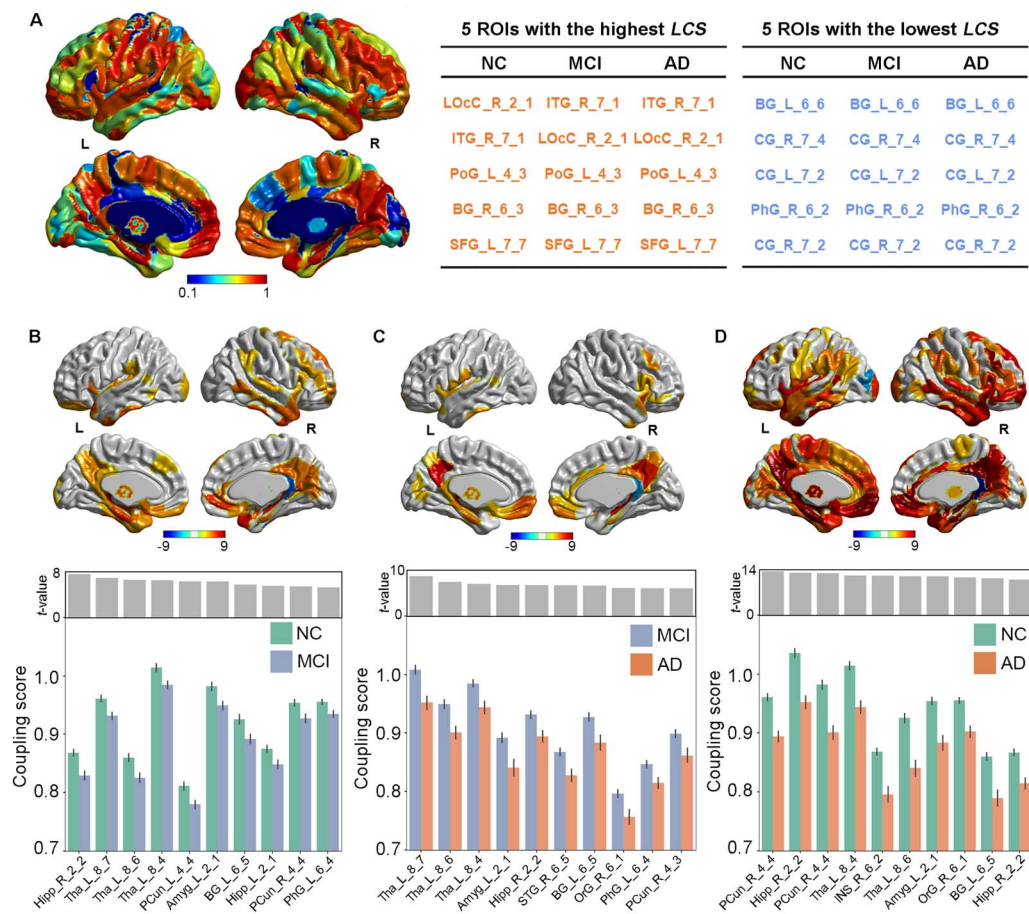 A
5 ROIs with the highest LCS
NC MCI AD
LOcC_R_2_1 ITG_R_7_1 ITG_R_7_1
ITG_R_7_1 LOcC_R_2_1 LOcC_R_2_1
PoG_L_4_3 PoG_L_4_3 PoG_L_4_3
BG_R_6_3 BG_R_6_3 BG_R_6_3
SFG_L_7_7 SFG_L_7_7 SFG_L_7_7
5 ROIs with the lowest LCS
NC MCI AD
BG_L_6_6 BG_L_6_6 BG_L_6_6
CG_R_7_4 CG_R_7_4 CG_R_7_4
CG_L_7_2 CG_L_7_2 CG_L_7_2
PhG_R_6_2 PhG_R_6_2 PhG_R_6_2
CG_R_7_2 CG_R_7_2 CG_R_7_2
L R
0.1 1
B
L R
-9 9
t-value
8
0
NC
MCI
Coupling score
1.0
0.9
0.8
0.7
Hipp_R_2_2
Tha_L_8_7
Tha_L_8_6
Tha_L_8_4
PCun_L_4_4
Amyg_L_2_1
BG_L_6_5
Hipp_L_2_1
PCun_R_4_4
PhG_L_6_4
C
L R
-9 9
t-value
10
0
MCI
AD
Coupling score
1.0
0.9
0.8
0.7
Tha_L_8_7
Tha_L_8_6
Tha_L_8_4
Amyg_L_2_1
Hipp_R_2_2
STG_R_6_5
BG_L_6_5
OrG_R_6_1
PhG_L_6_4
PCun_R_4_3
D
L R
-9 9
t-value
14
0
NC
AD
Coupling score
1.0
0.9
0.8
0.7
PCun_R_4_4
Hipp_R_2_2
PCun_R_4_4
Tha_L_8_4
INS_R_6_2
Tha_L_8_6
Amyg_L_2_1
OrG_R_6_1
BG_L_6_5
Hipp_R_2_2